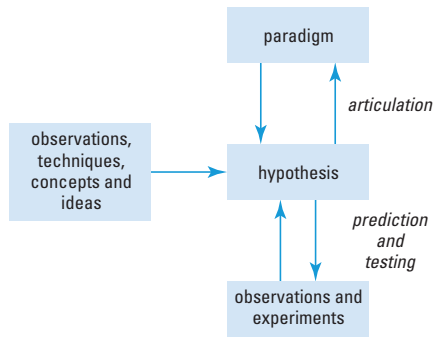 paradigm
articulation
observations,
techniques,
concepts and
ideas
hypothesis
prediction
and
testing
observations and
experiments